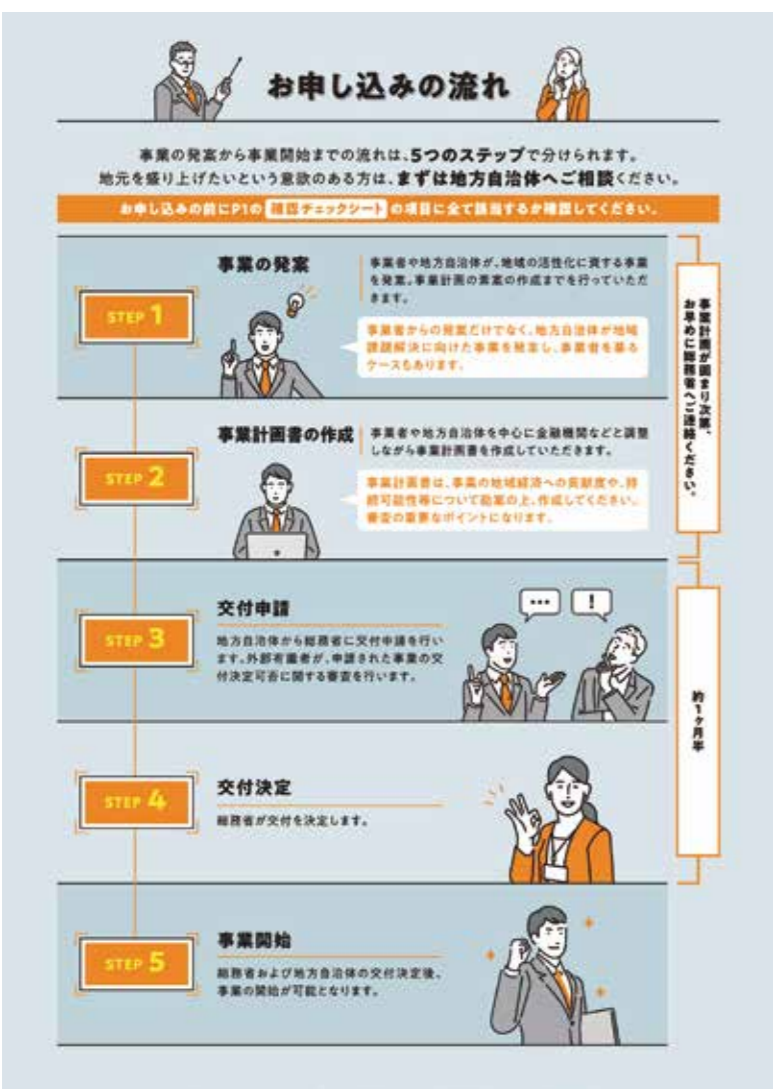 お申し込みの流れ
事業の発案から事業開始までの流れは、5つのステップで分けられます。
地元を盛り上げたいという意欲のある方は、まずは地方自治体へご相談ください。
お申し込みの前にP1の 確認チェックシート の項目に全て該当するか確認してください。
STEP 1
事業の発案
事業者や地方自治体が、地域の活性化に資する事業
を発案。事業計画の素案の作成までを行っていただ
きます。
事業者からの発案だけでなく、地方自治体が地域
課題解決に向けた事業を発案し、事業者を募る
ケースもあります。
STEP 2
事業計画書の作成
事業者や地方自治体を中心に金融機関などと調整
しながら事業計画書を作成していただきます。
事業計画書は、事業の地域経済への貢献度や、持
続可能性等について勘案の上、作成してください。
審査の重要なポイントになります。
事業計画が固まり次第、
お早めに総務省へご連絡ください。
STEP 3
交付申請
地方自治体から総務省に交付申請を行い
ます。外部有識者が、申請された事業の交
付決定可否に関する審査を行います。
...
!
STEP 4
交付決定
総務省が交付を決定します。
約1ヶ月半
STEP 5
事業開始
総務省および地方自治体の交付決定後、
事業の開始が可能となります。